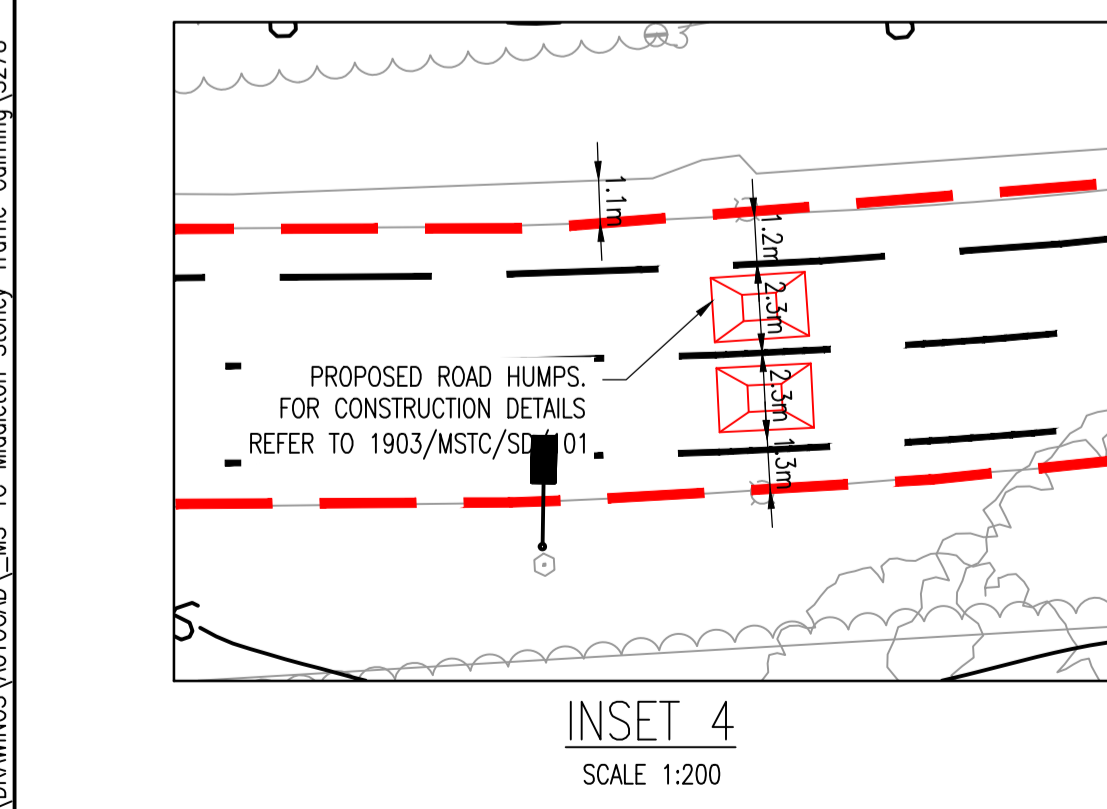 1.1m
1.2m
2.3m
PROPOSED ROAD HUMPS.
FOR CONSTRUCTION DETAILS
REFER TO 1903/MSTC/SD/101
2.3m
1.3m
INSET 4
SCALE 1:200